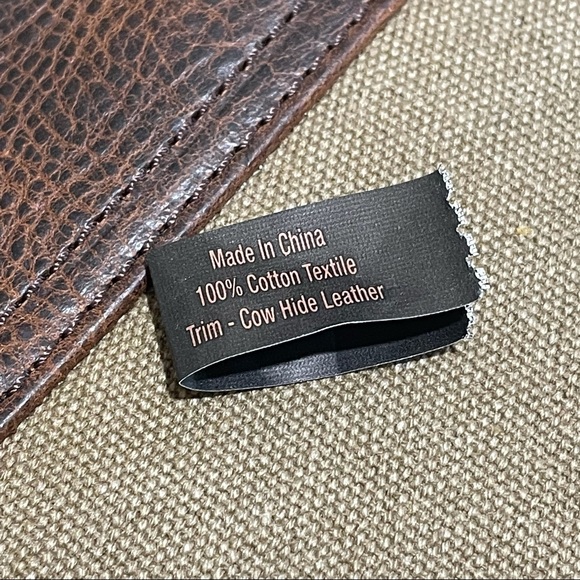 Made In China
100% Cotton Textile
Trim - Cow Hide Leather